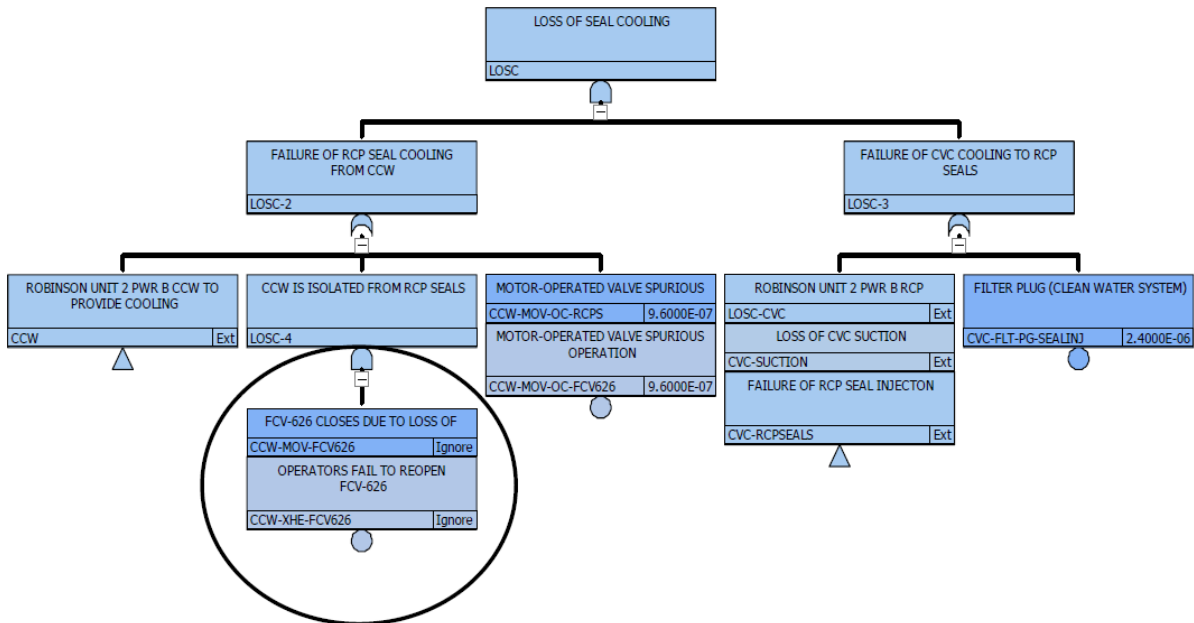 LOSS OF SEAL COOLING
LOSC
FAILURE OF RCP SEAL COOLING
FROM CCW
LOSC-2
FAILURE OF CVC COOLING TO RCP
SEALS
LOSC-3
ROBINSON UNIT 2 PWR B CCW TO
PROVIDE COOLING
CCW Ext
CCW IS ISOLATED FROM RCP SEALS
LOSC-4
MOTOR-OPERATED VALVE SPURIOUS
CCW-MOV-OC-RCPS 9.6000E-07
MOTOR-OPERATED VALVE SPURIOUS
OPERATION
CCW-MOV-OC-FCV626 9.6000E-07
ROBINSON UNIT 2 PWR B RCP
LOSC-CVC Ext
LOSS OF CVC SUCTION
CVC-SUCTION Ext
FAILURE OF RCP SEAL INJECTON
CVC-RCPSEALS Ext
FILTER PLUG (CLEAN WATER SYSTEM)
CVC-FLT-PG-SEALINJ 2.4000E-06
FCV-626 CLOSES DUE TO LOSS OF
CCW-MOV-FCV626 Ignore
OPERATORS FAIL TO REOPEN
FCV-626
CCW-XHE-FCV626 Ignore